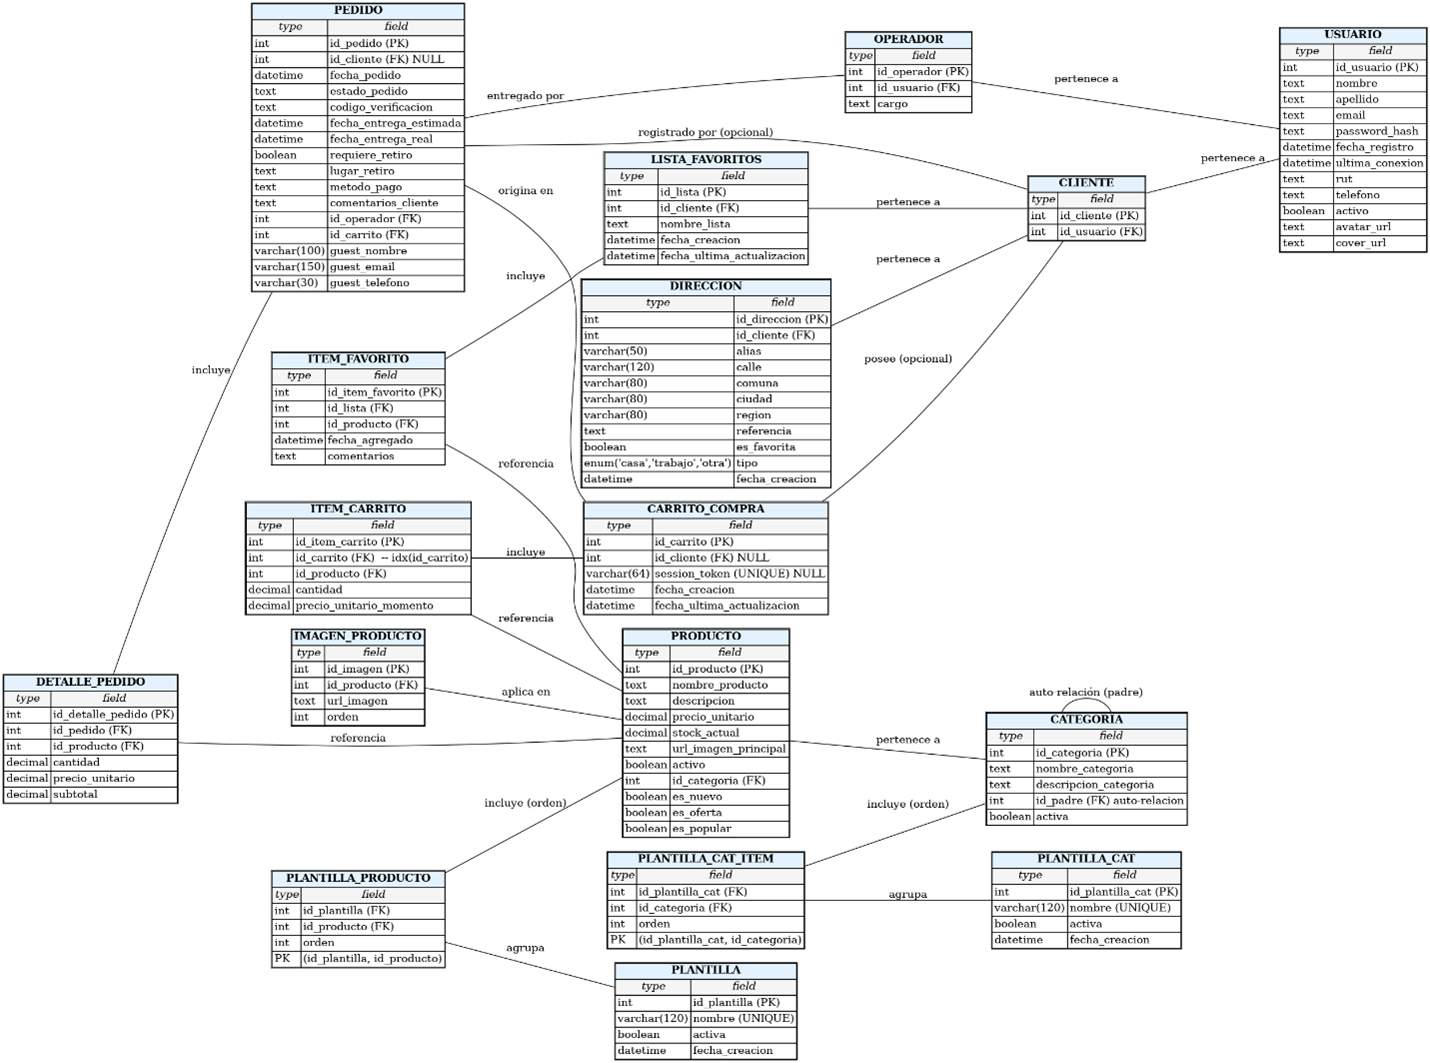 PEDIDO
type field
int id_pedido (PK)
int id_cliente (FK) NULL
datetime fecha_pedido
text estado_pedido
text codigo_verificacion
datetime fecha_entrega_estimada
datetime fecha_entrega_real
boolean requiere_retiro
text lugar_retiro
text metodo_pago
text comentarios_cliente
int id_operador (FK)
int id_carrito (FK)
varchar(100) guest_nombre
varchar(150) guest_email
varchar(30) guest_telefono
OPERADOR
type field
int id_operador (PK)
int id_usuario (FK)
text cargo
USUARIO
type field
int id_usuario (PK)
text nombre
text apellido
text email
text password_hash
datetime fecha_registro
datetime ultima_conexion
text rut
text telefono
boolean activo
text avatar_url
text cover_url
entregado por
pertenece a
registrado por (opcional)
pertenece a
origina en
LISTA_FAVORITOS
type field
int id_lista (PK)
int id_cliente (FK)
text nombre_lista
datetime fecha_creacion
datetime fecha_ultima_actualizacion
CLIENTE
type field
int id_cliente (PK)
int id_usuario (FK)
pertenece a
pertenece a
incluye
DIRECCION
type field
int id_direccion (PK)
int id_cliente (FK)
varchar(50) alias
varchar(120) calle
varchar(80) comuna
varchar(80) ciudad
varchar(80) region
text referencia
boolean es_favorita
enum('casa','trabajo','otra') tipo
datetime fecha_creacion
posee (opcional)
incluye
ITEM_FAVORITO
type field
int id_item_favorito (PK)
int id_lista (FK)
int id_producto (FK)
datetime fecha_agregado
text comentarios
referencia
ITEM_CARRITO
type field
int id_item_carrito (PK)
int id_carrito (FK) -- idx(id_carrito)
int id_producto (FK)
decimal cantidad
decimal precio_unitario_momento
incluye
CARRITO_COMPRA
type field
int id_carrito (PK)
int id_cliente (FK) NULL
varchar(64) session_token (UNIQUE) NULL
datetime fecha_creacion
datetime fecha_ultima_actualizacion
referencia
IMAGEN_PRODUCTO
type field
int id_imagen (PK)
int id_producto (FK)
text url_imagen
int orden
aplica en
PRODUCTO
type field
int id_producto (PK)
text nombre_producto
text descripcion
decimal precio_unitario
decimal stock_actual
text url_imagen_principal
boolean activo
int id_categoria (FK)
boolean es_nuevo
boolean es_oferta
boolean es_popular
DETALLE_PEDIDO
type field
int id_detalle_pedido (PK)
int id_pedido (FK)
int id_producto (FK)
decimal cantidad
decimal precio_unitario
decimal subtotal
referencia
auto relación (padre)
CATEGORIA
type field
int id_categoria (PK)
text nombre_categoria
text descripcion_categoria
int id_padre (FK) auto-relacion
boolean activa
pertenece a
incluye (orden)
incluye (orden)
PLANTILLA_PRODUCTO
type field
int id_plantilla (FK)
int id_producto (FK)
int orden
PK (id_plantilla, id_producto)
PLANTILLA_CAT_ITEM
type field
int id_plantilla_cat (FK)
int id_categoria (FK)
int orden
PK (id_plantilla_cat, id_categoria)
agrupa
PLANTILLA_CAT
type field
int id_plantilla_cat (PK)
varchar(120) nombre (UNIQUE)
boolean activa
datetime fecha_creacion
agrupa
PLANTILLA
type field
int id_plantilla (PK)
varchar(120) nombre (UNIQUE)
boolean activa
datetime fecha_creacion